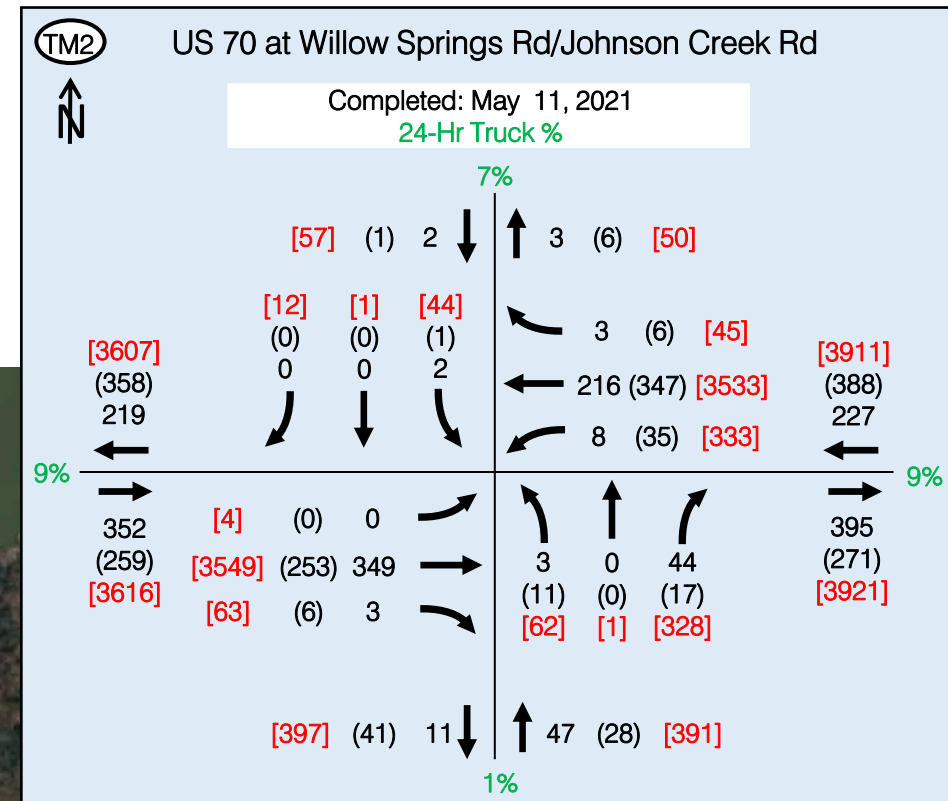 TM2
US 70 at Willow Springs Rd/Johnson Creek Rd
N
Completed: May 11, 2021
24-Hr Truck %
7%
[57] (1) 2
3 (6) [50]
[12] [1] [44]
(0) (0) (1)
0 0 2
3 (6) [45]
216 (347) [3533]
8 (35) [333]
[3607]
(358)
219
[3911]
(388)
227
9%
9%
352
(259)
[3616]
[4] (0) 0
[3549] (253) 349
[63] (6) 3
3 0 44
(11) (0) (17)
[62] [1] [328]
395
(271)
[3921]
[397] (41) 11
47 (28) [391]
1%